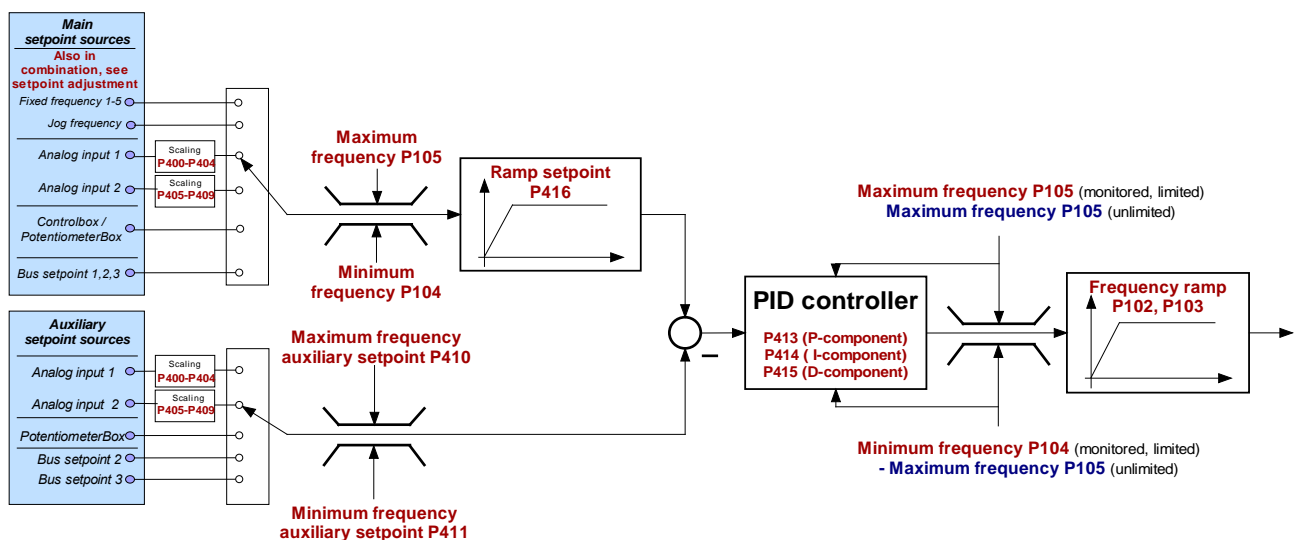 Main
setpoint sources
Also in
combination, see
setpoint adjustment
Fixed frequency 1-5
Jog frequency
Analog input 1
Scaling
P400-P404
Analog input 2
Scaling
P405-P409
Controlbox /
PotentiometerBox
Bus setpoint 1,2,3
Maximum
frequency P105
Minimum
frequency P104
Ramp setpoint
P416
Auxiliary
setpoint sources
Analog input 1
Scaling
P400-P404
Analog input 2
Scaling
P405-P409
PotentiometerBox
Bus setpoint 2
Bus setpoint 3
Maximum frequency
auxiliary setpoint P410
Minimum frequency
auxiliary setpoint P411
–
PID controller
P413 (P-component)
P414 ( I-component)
P415 (D-component)
Maximum frequency P105 (monitored, limited)
Maximum frequency P105 (unlimited)
Minimum frequency P104 (monitored, limited)
- Maximum frequency P105 (unlimited)
Frequency ramp
P102, P103